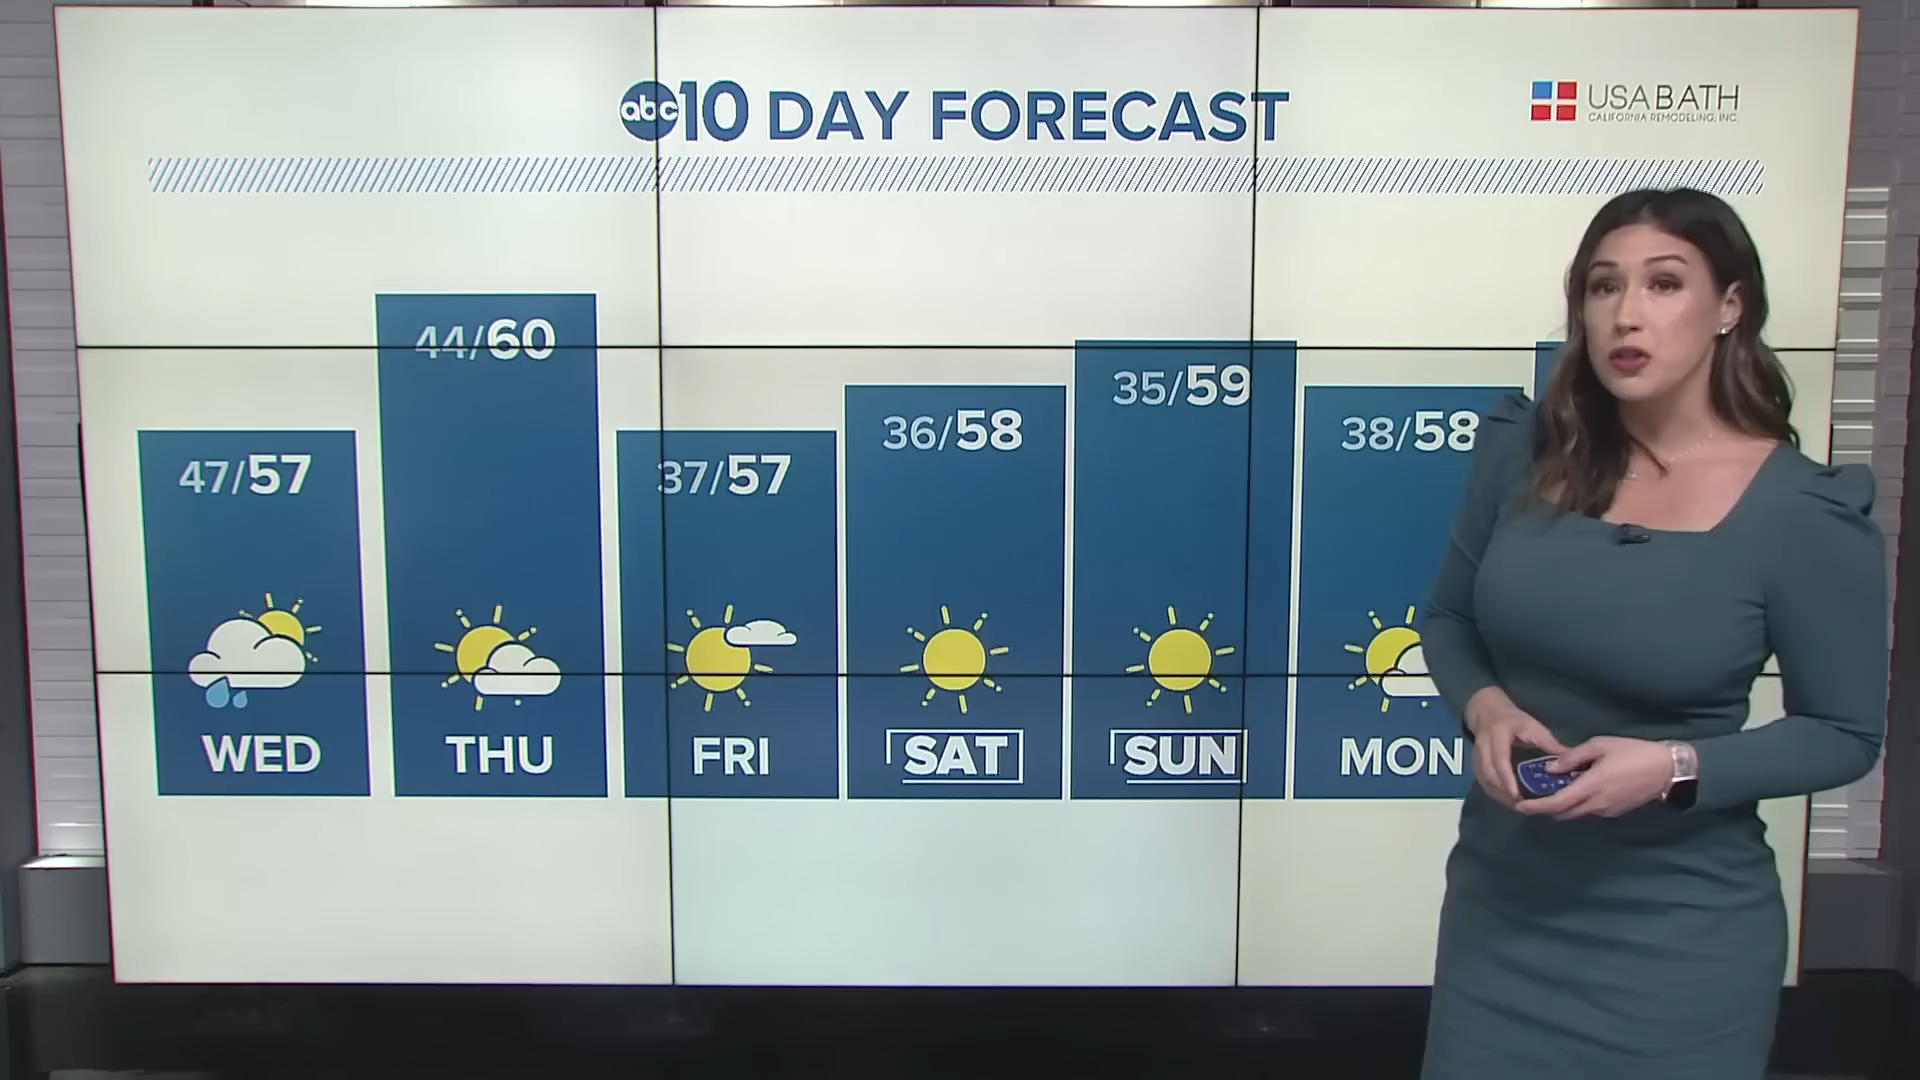 abc10 DAY FORECAST
USA BATH
CALIFORNIA REMODELING, INC.
44/60
35/59
36/58
38/58
47/57
37/57
WED
THU
FRI
SAT
SUN
MON